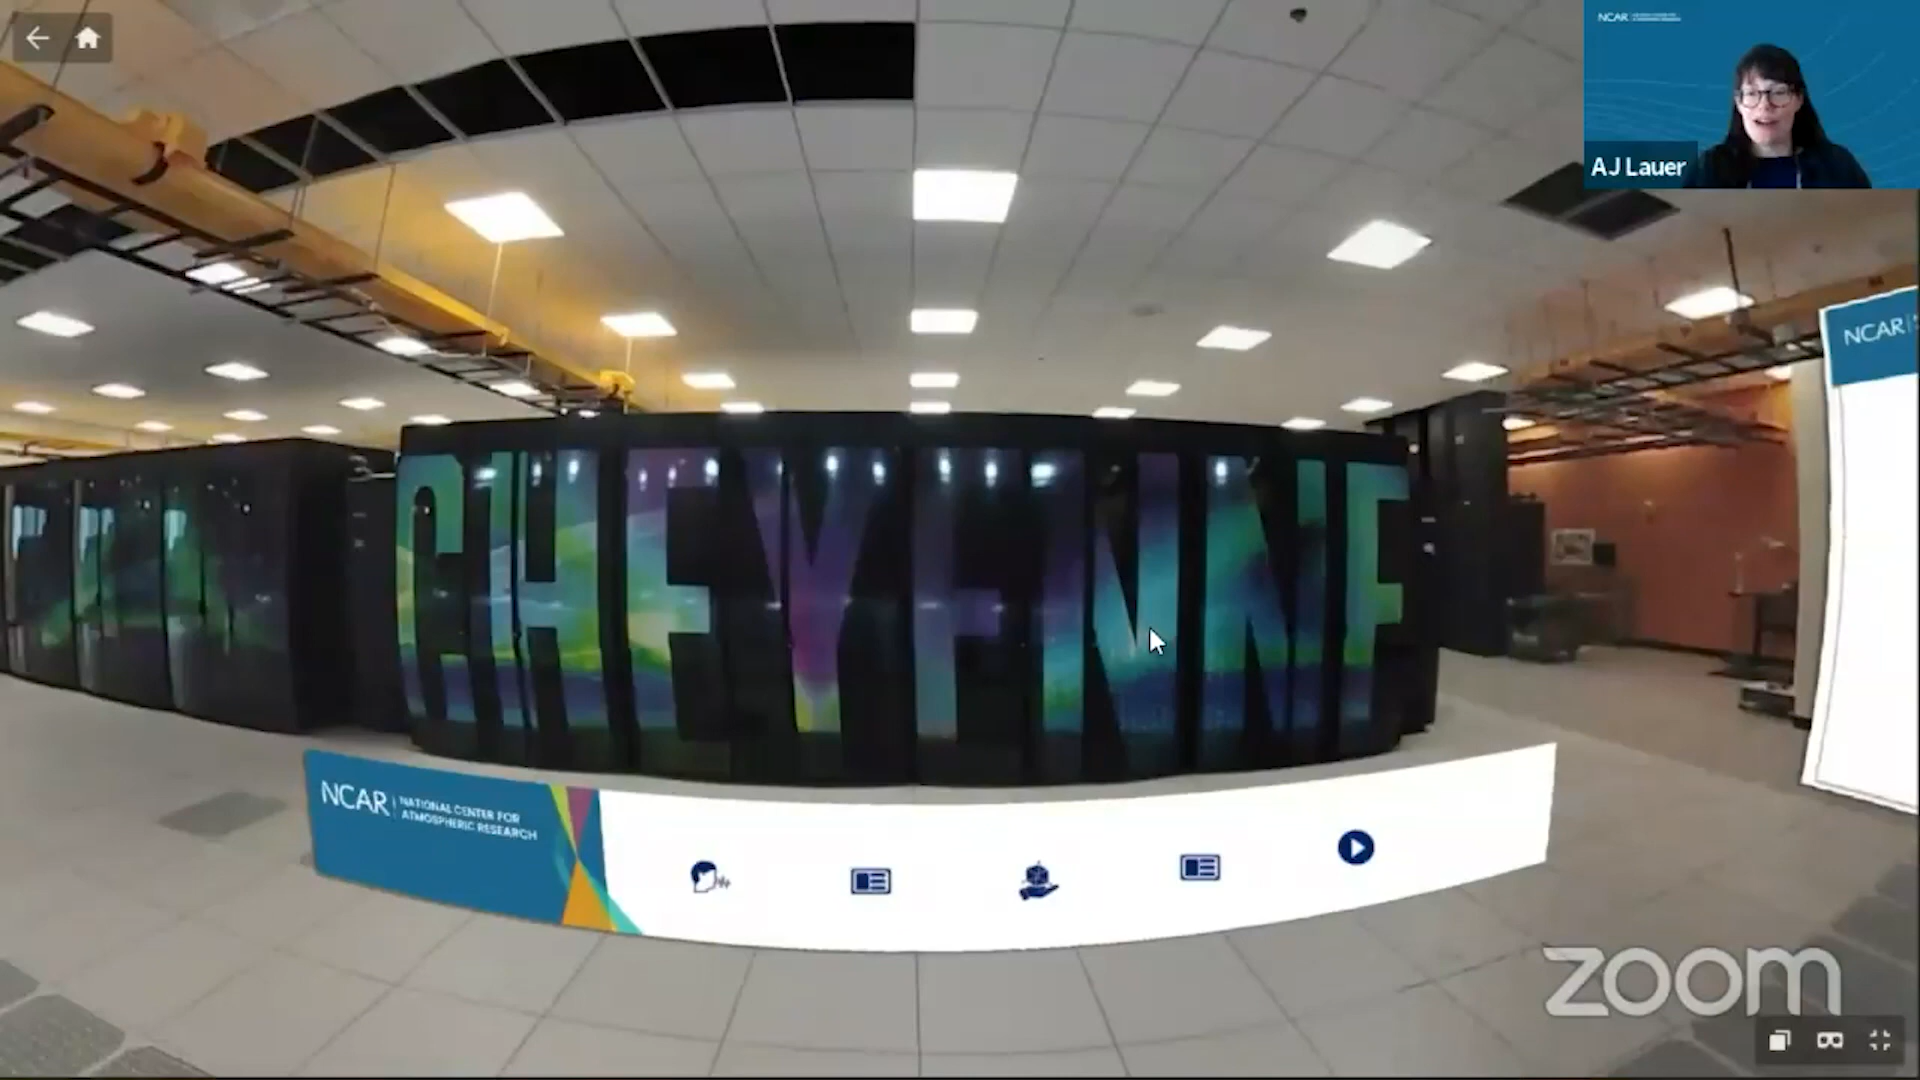 NCAR
AJ Lauer
NCAR
CHEYENNE
NCAR | NATIONAL CENTER FOR
ATMOSPHERIC RESEARCH
zoom